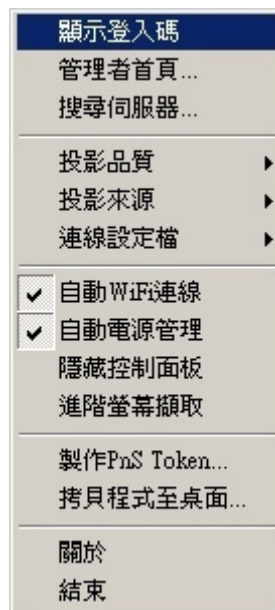 顯示登入碼
管理者首頁...
搜尋伺服器...
投影品質
投影來源
連線設定檔
自動WiFi連線
自動電源管理
隱藏控制面板
進階螢幕擷取
製作PnS Token...
拷貝程式至桌面...
關於
結束